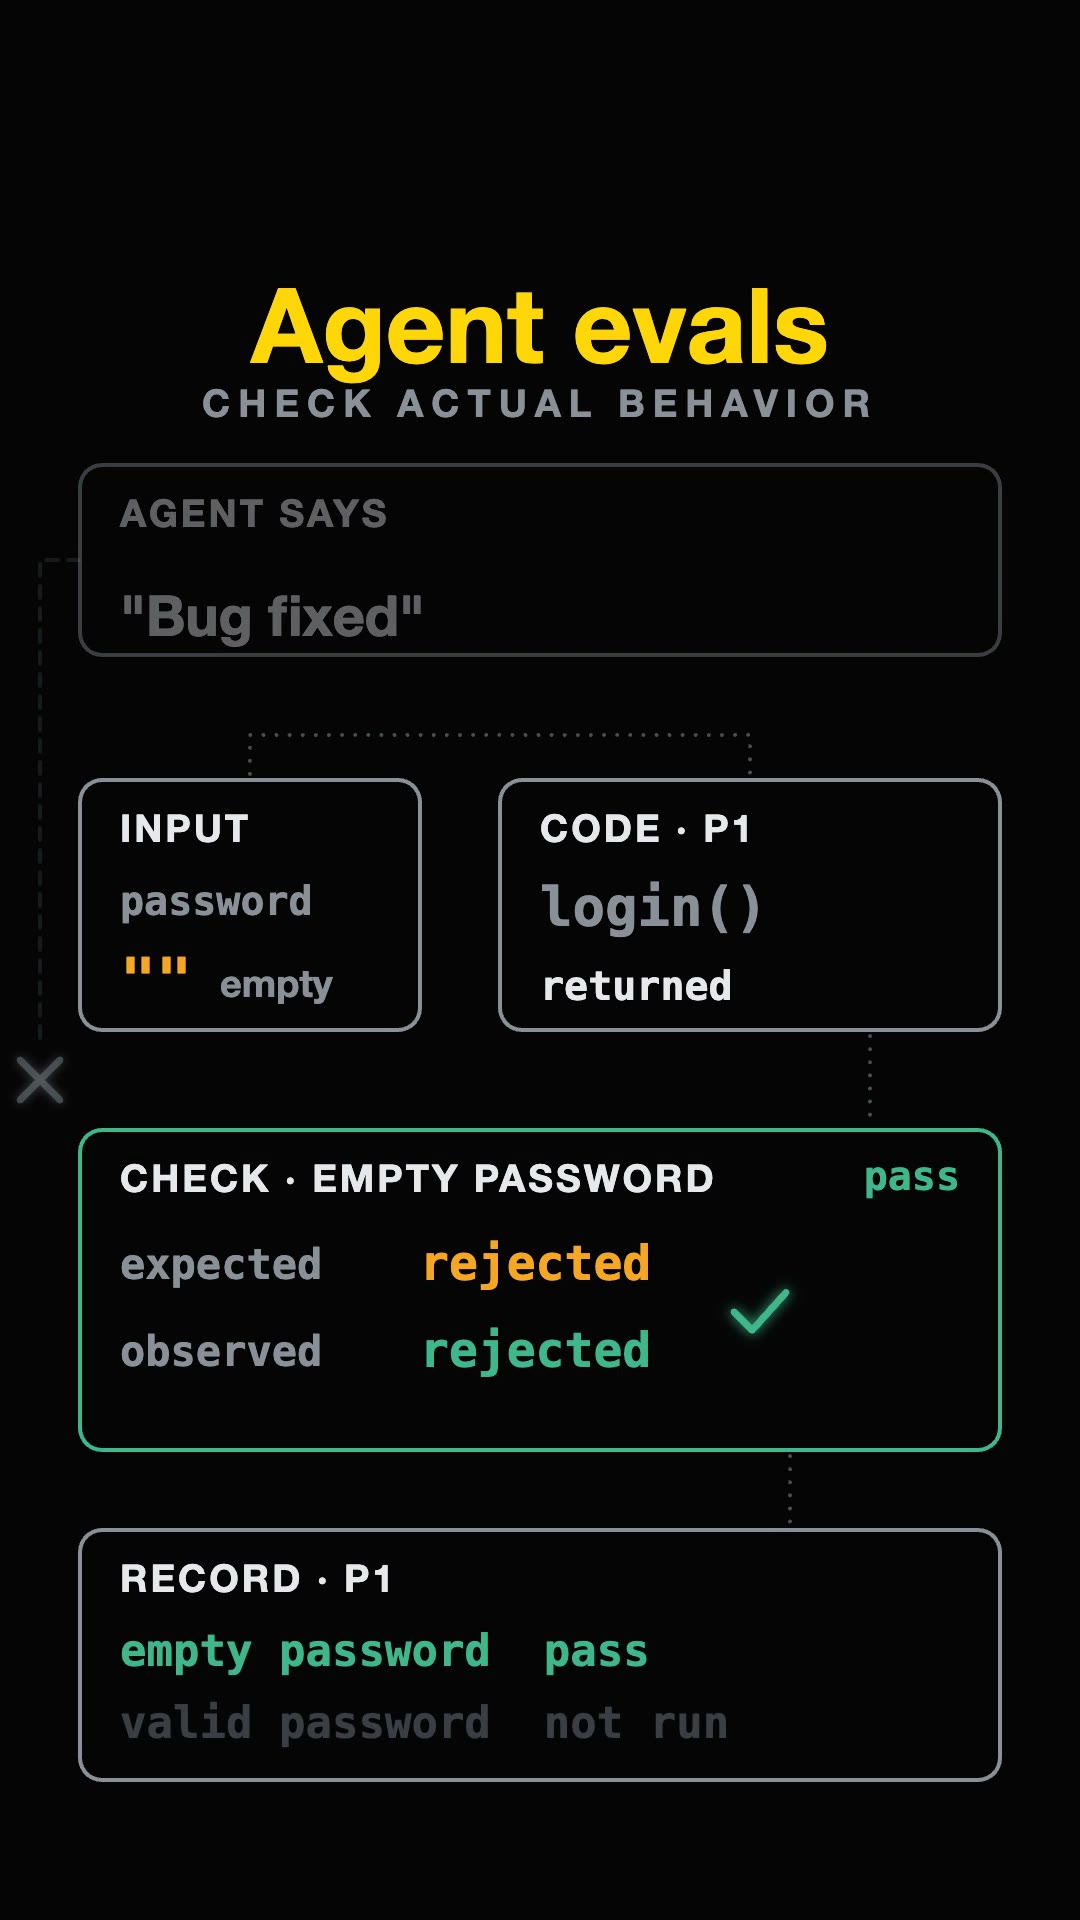 Agent evals
CHECK ACTUAL BEHAVIOR
AGENT SAYS
"Bug fixed"
INPUT
password
"" empty
CODE · P1
login()
returned
CHECK · EMPTY PASSWORD pass
expected rejected
observed rejected
RECORD · P1
empty password pass
valid password not run